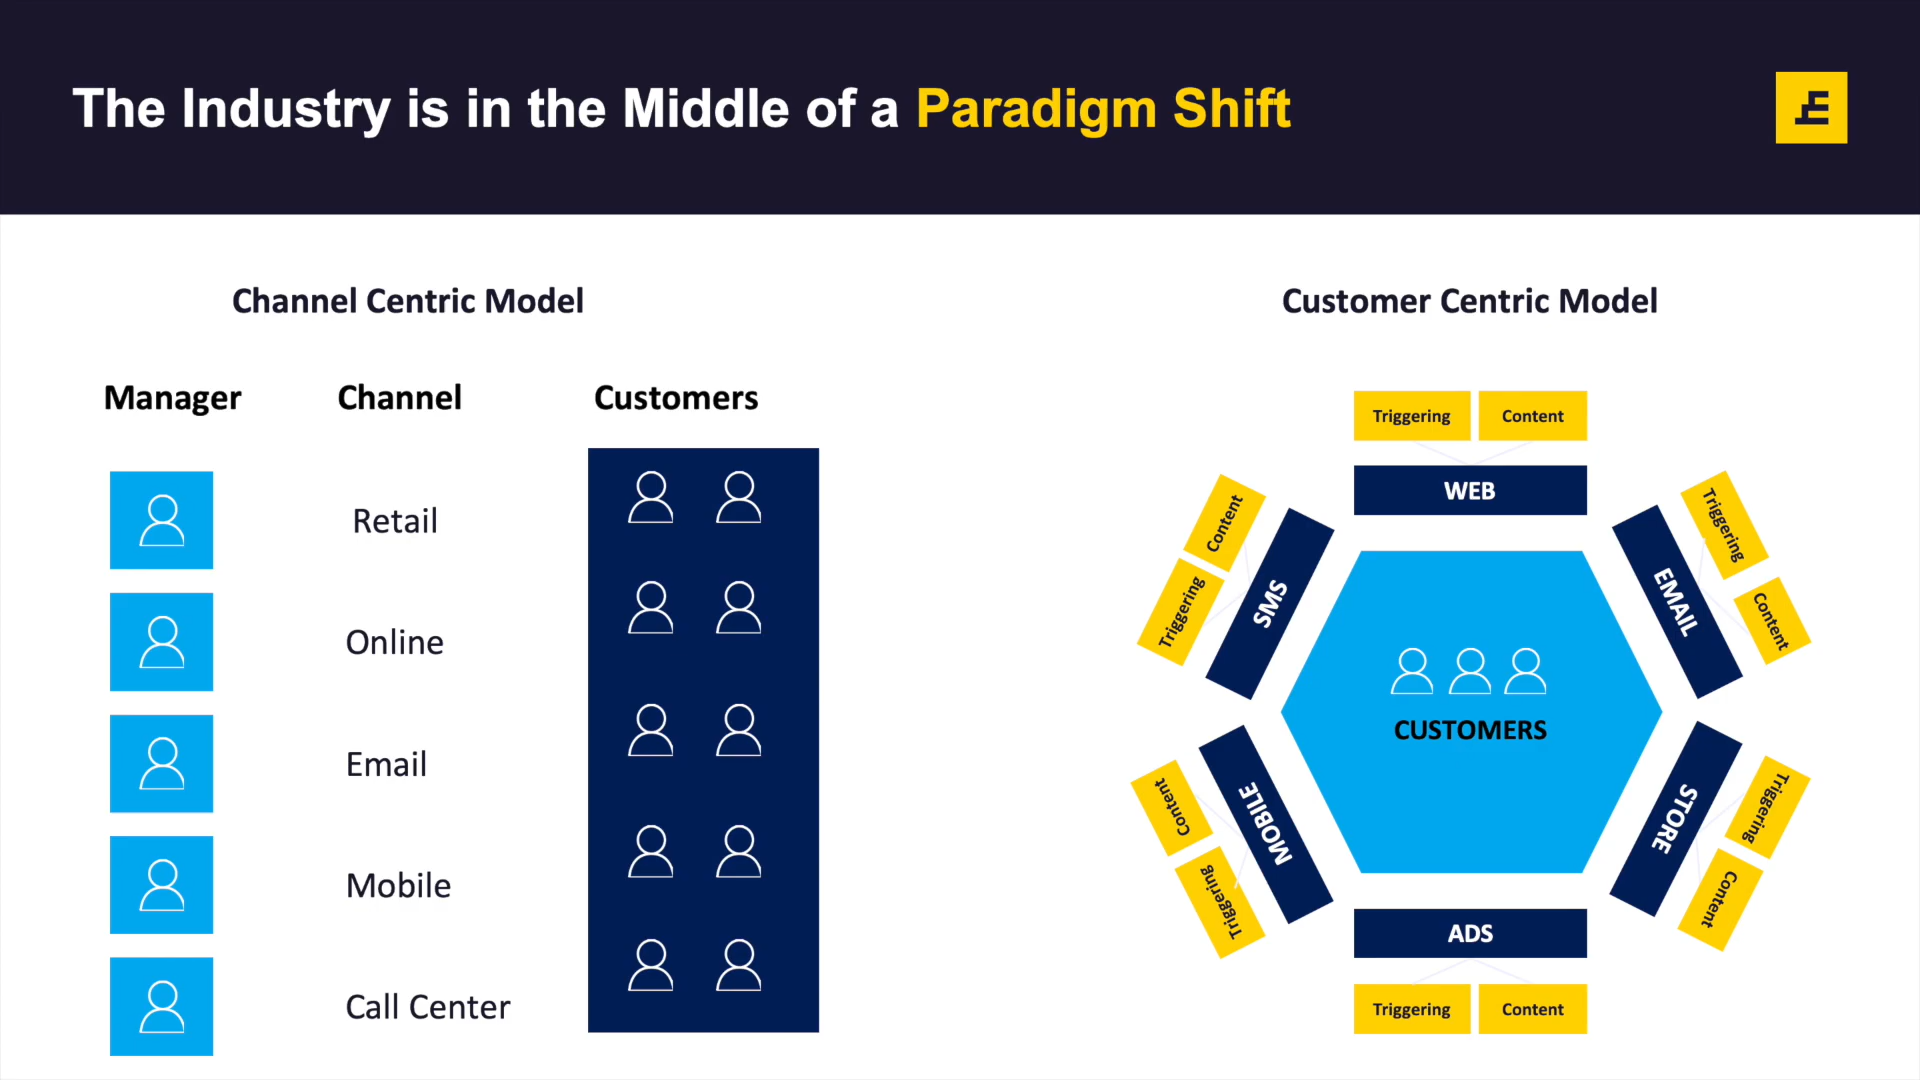 The Industry is in the Middle of a Paradigm Shift
Channel Centric Model
Manager
Channel
Customers
Retail
Online
Email
Mobile
Call Center
Customer Centric Model
Triggering
Content
WEB
Triggering
Content
EMAIL
Triggering
Content
STORE
ADS
Triggering
Content
MOBILE
Content
Triggering
SMS
Content
Triggering
CUSTOMERS